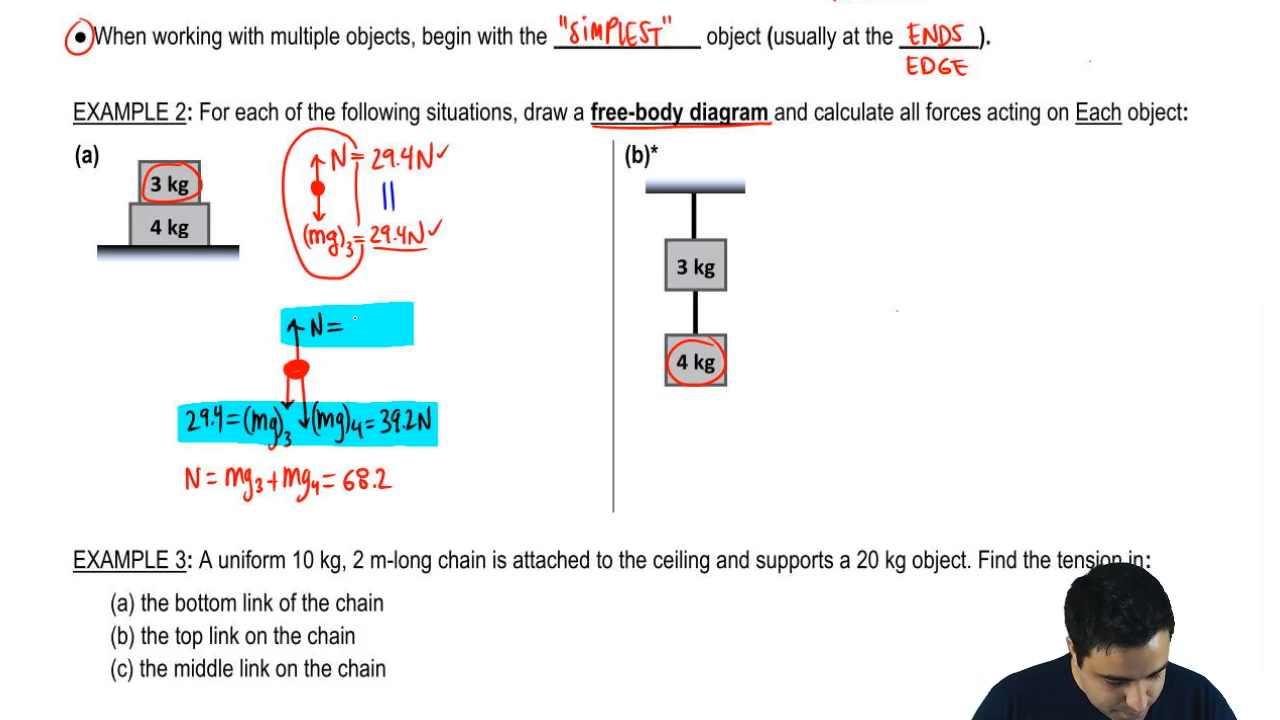 When working with multiple objects, begin with the "SIMPLEST" object (usually at the ENDS ).
EDGE
EXAMPLE 2: For each of the following situations, draw a free-body diagram and calculate all forces acting on Each object:
(a)
3 kg
4 kg
N = 29.4N ✓
(mg)3 = 29.4N ✓
N =
29.4 = (mg)3 (mg)4 = 39.2N
N = mg3 + mg4 = 68.2
(b)*
3 kg
4 kg
EXAMPLE 3: A uniform 10 kg, 2 m-long chain is attached to the ceiling and supports a 20 kg object. Find the tension in:
(a) the bottom link of the chain
(b) the top link on the chain
(c) the middle link on the chain